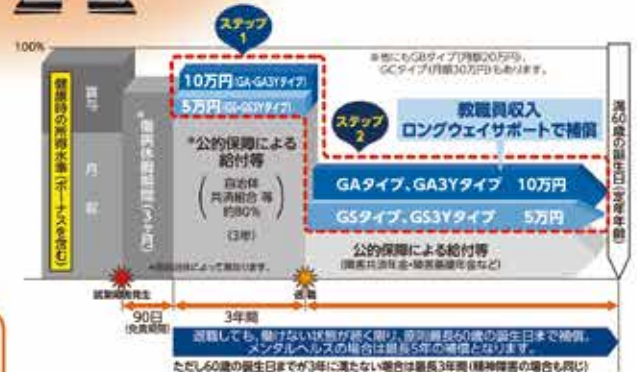 ステップ
1
100%
※他にもGBタイプ(月額20万円)、
GCタイプ(月額30万円)もあります。
健康時の所得水準(ボーナスを含む)
賞与
月給
10万円(GA・GA3Yタイプ)
5万円(GS・GS3Yタイプ)
*公的保障による
給付等
自治体
共済組合 等
約80%
(3年)
ステップ
2
教職員収入
ロングウェイサポートで補償
GAタイプ、GA3Yタイプ 10万円
GSタイプ、GS3Yタイプ 5万円
公的保障による給付等
(障害共済年金・障害基礎年金など)
満60歳の誕生日(定年年齢)
就業障害発生
退職
90日
(免責期間)
3年間
退職しても、働けない状態が続く限り、原則最長60歳の誕生日まで補償。
メンタルヘルスの場合は最長5年の補償となります。
ただし60歳の誕生日までが3年に満たない場合は最長3年間(精神障害の場合も同じ)